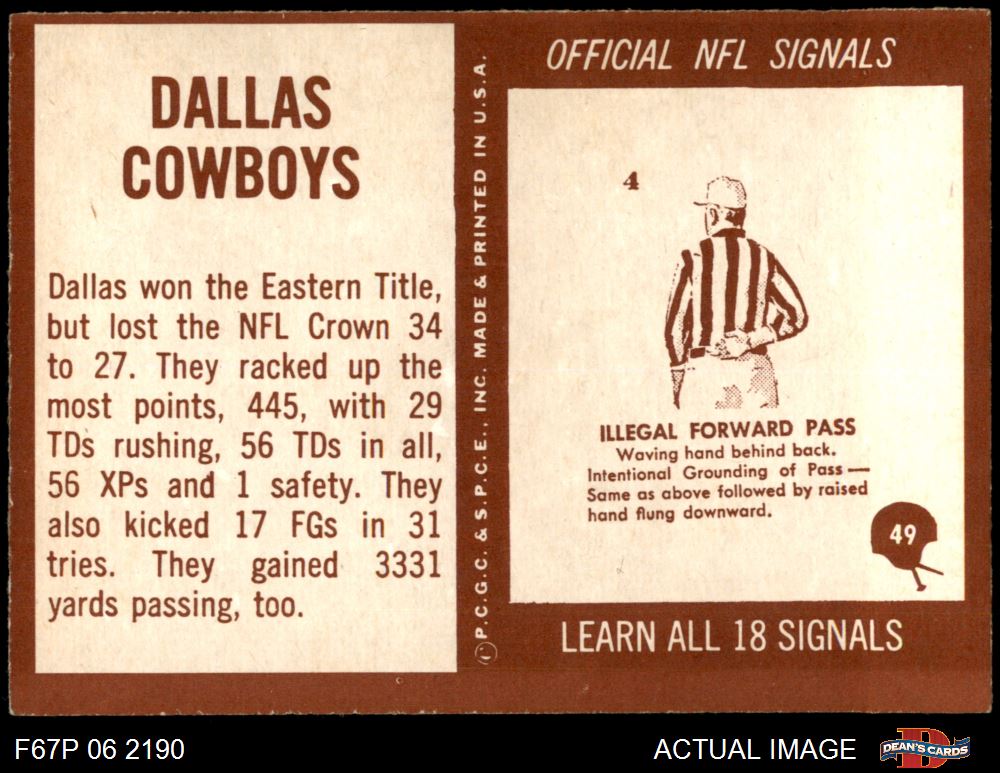 DALLAS
COWBOYS
Dallas won the Eastern Title,
but lost the NFL Crown 34
to 27. They racked up the
most points, 445, with 29
TDs rushing, 56 TDs in all,
56 XPs and 1 safety. They
also kicked 17 FGs in 31
tries. They gained 3331
yards passing, too.
© P.C.G.C. & S.P.C.E., INC. MADE & PRINTED IN U.S.A.
OFFICIAL NFL SIGNALS
4
ILLEGAL FORWARD PASS
Waving hand behind back.
Intentional Grounding of Pass —
Same as above followed by raised
hand flung downward.
49
LEARN ALL 18 SIGNALS
F67P 06 2190
ACTUAL IMAGE
DEAN'S CARDS